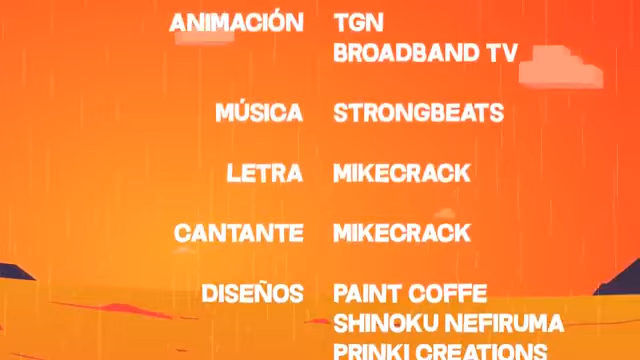 ANIMACIÓN TGN
BROADBAND TV
MÚSICA STRONGBEATS
LETRA MIKECRACK
CANTANTE MIKECRACK
DISEÑOS PAINT COFFE
SHINOKU NEFIRUMA
PRINKI CREATIONS